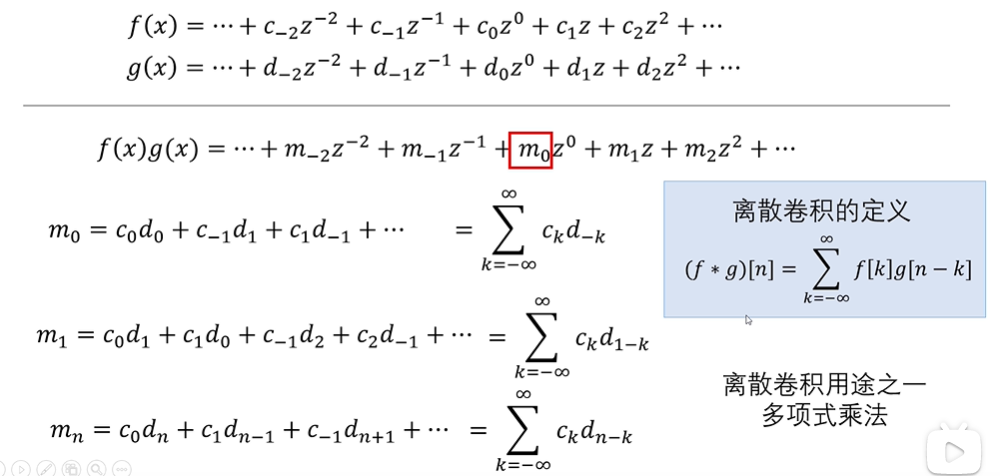 f(x) = ⋯ + c₋₂z⁻² + c₋₁z⁻¹ + c₀z⁰ + c₁z + c₂z² + ⋯
g(x) = ⋯ + d₋₂z⁻² + d₋₁z⁻¹ + d₀z⁰ + d₁z + d₂z² + ⋯
f(x)g(x) = ⋯ + m₋₂z⁻² + m₋₁z⁻¹ + m₀z⁰ + m₁z + m₂z² + ⋯
m₀ = c₀d₀ + c₋₁d₁ + c₁d₋₁ + ⋯ = ∑_{k=−∞}^{∞} c_k d_{−k}
离散卷积的定义
(f ∗ g)[n] = ∑_{k=−∞}^{∞} f[k]g[n − k]
m₁ = c₀d₁ + c₁d₀ + c₋₁d₂ + c₂d₋₁ + ⋯ = ∑_{k=−∞}^{∞} c_k d_{1−k}
离散卷积用途之一
多项式乘法
m_n = c₀d_n + c₁d_{n−1} + c₋₁d_{n+1} + ⋯ = ∑_{k=−∞}^{∞} c_k d_{n−k}